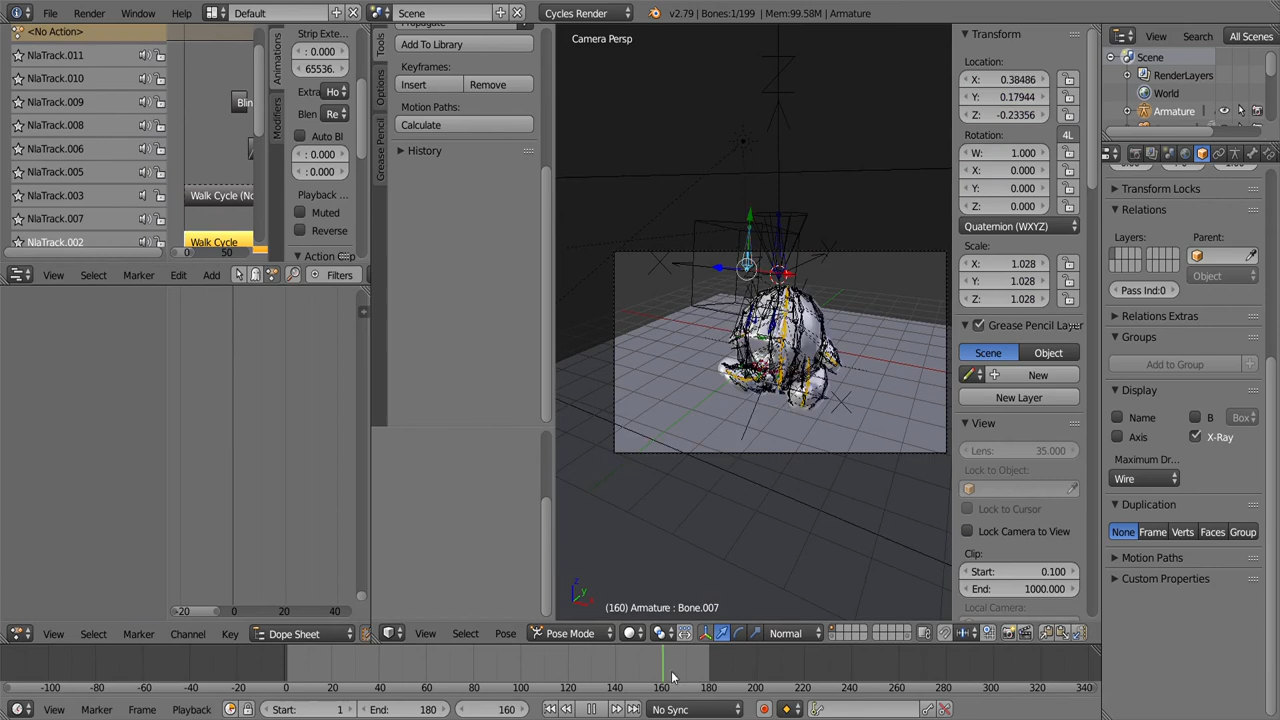 File Render Window Help Default Scene Cycles Render v2.79 | Bones:1/199 | Mem:99.58M | Armature
<No Action>
NlaTrack.011
NlaTrack.010
NlaTrack.009
NlaTrack.008
NlaTrack.006
NlaTrack.005
NlaTrack.003
NlaTrack.007
NlaTrack.002
Blin
Walk Cycle (No
Walk Cycle
0 50
View Select Marker Edit Add Filters
Animations
Modifiers
Strip Exte...
: 0.000
65536.
Extra Ho
Blen Re
Auto Bl
: 0.000
: 0.000
Playback ..
Muted
Reverse
Tools
Options
Grease Pencil
Add To Library
Keyframes:
Insert Remove
Motion Paths:
Calculate
History
-20 0 20 40
View Select Marker Channel Key Dope Sheet
Camera Persp
(160) Armature : Bone.007
View Select Pose Pose Mode Normal
Transform
Location:
X: 0.38486
Y: 0.17944
Z: -0.23356
Rotation: 4L
W: 1.000
X: 0.000
Y: 0.000
Z: 0.000
Quaternion (WXYZ)
Scale:
X: 1.028
Y: 1.028
Z: 1.028
Grease Pencil Layer
Scene Object
New
New Layer
View
Lens: 35.000
Lock to Object:
Lock to Cursor
Lock Camera to View
Clip:
Start: 0.100
End: 1000.000
Local Camera:
View Search All Scenes
Scene
RenderLayers
World
Armature
Transform Locks
Relations
Layers: Parent:
Object
Pass Ind:0
Relations Extras
Groups
Add to Group
Display
Name B Box
Axis X-Ray
Maximum Dr...
Wire
Duplication
None Frame Verts Faces Group
Motion Paths
Custom Properties
-100 -80 -60 -40 -20 0 20 40 60 80 100 120 140 160 180 200 220 240 260 280 300 320 340
View Marker Frame Playback Start: 1 End: 180 160 No Sync